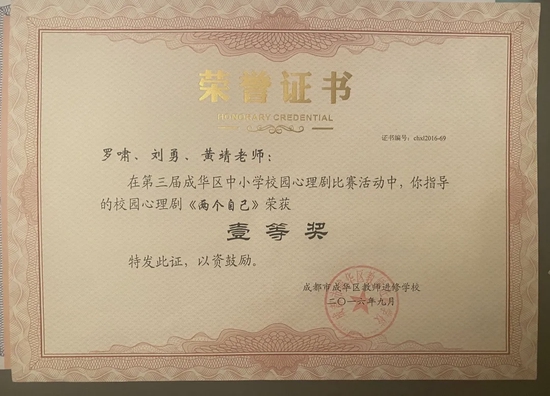 荣誉证书
HONORARY CREDENTIAL
证书编号：chxl2016-69
罗啸、刘勇、黄靖老师：
在第三届成华区中小学校园心理剧比赛活动中，你指导
的校园心理剧《两个自己》荣获
壹等奖
特发此证，以资鼓励。
成都市成华区教师进修学校
二〇一六年九月